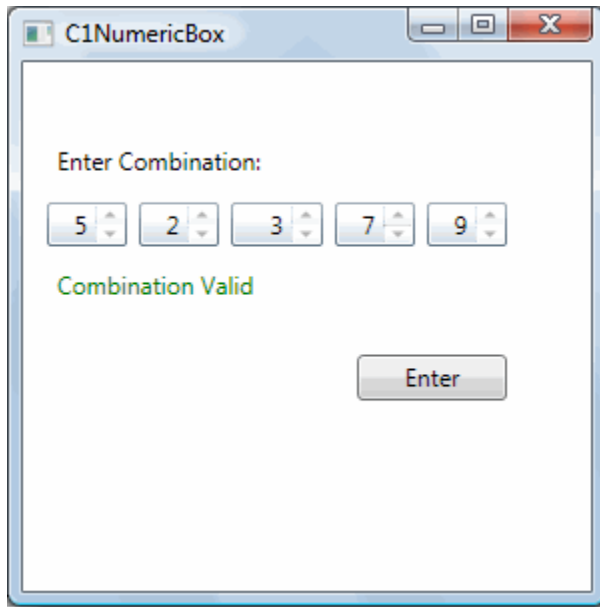 C1NumericBox
Enter Combination:
5 2 3 7 9
Combination Valid
Enter